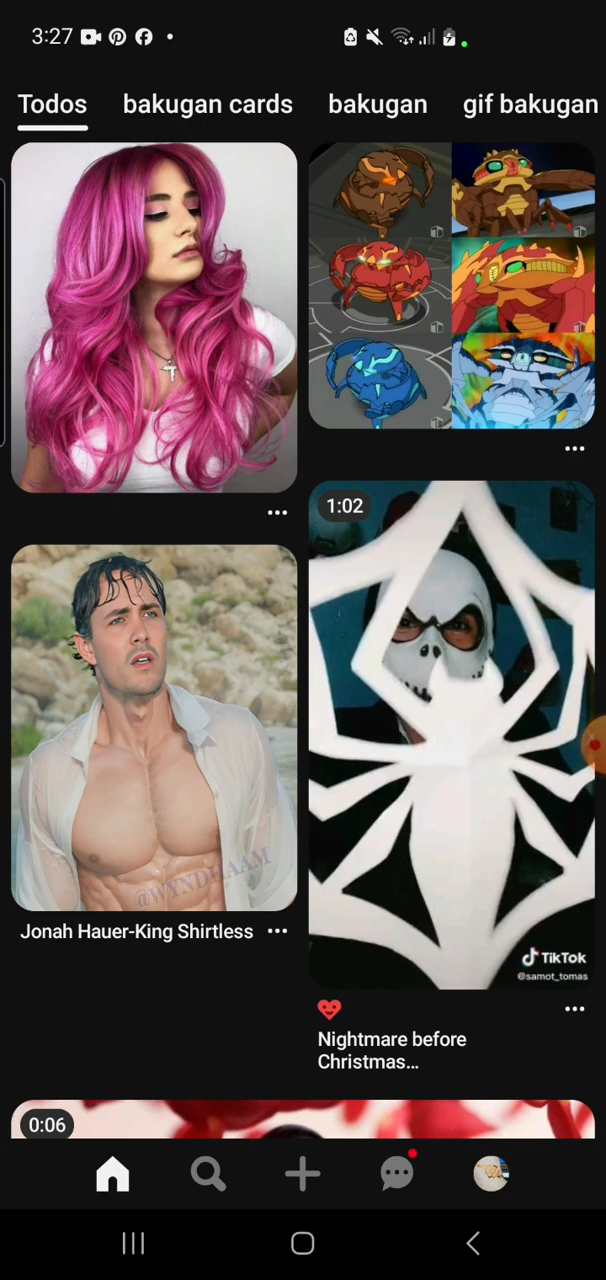 3:27
Todos bakugan cards bakugan gif bakugan
1:02
@WYNDHAAM
Jonah Hauer-King Shirtless
TikTok
@samot_tomas
Nightmare before
Christmas...
0:06